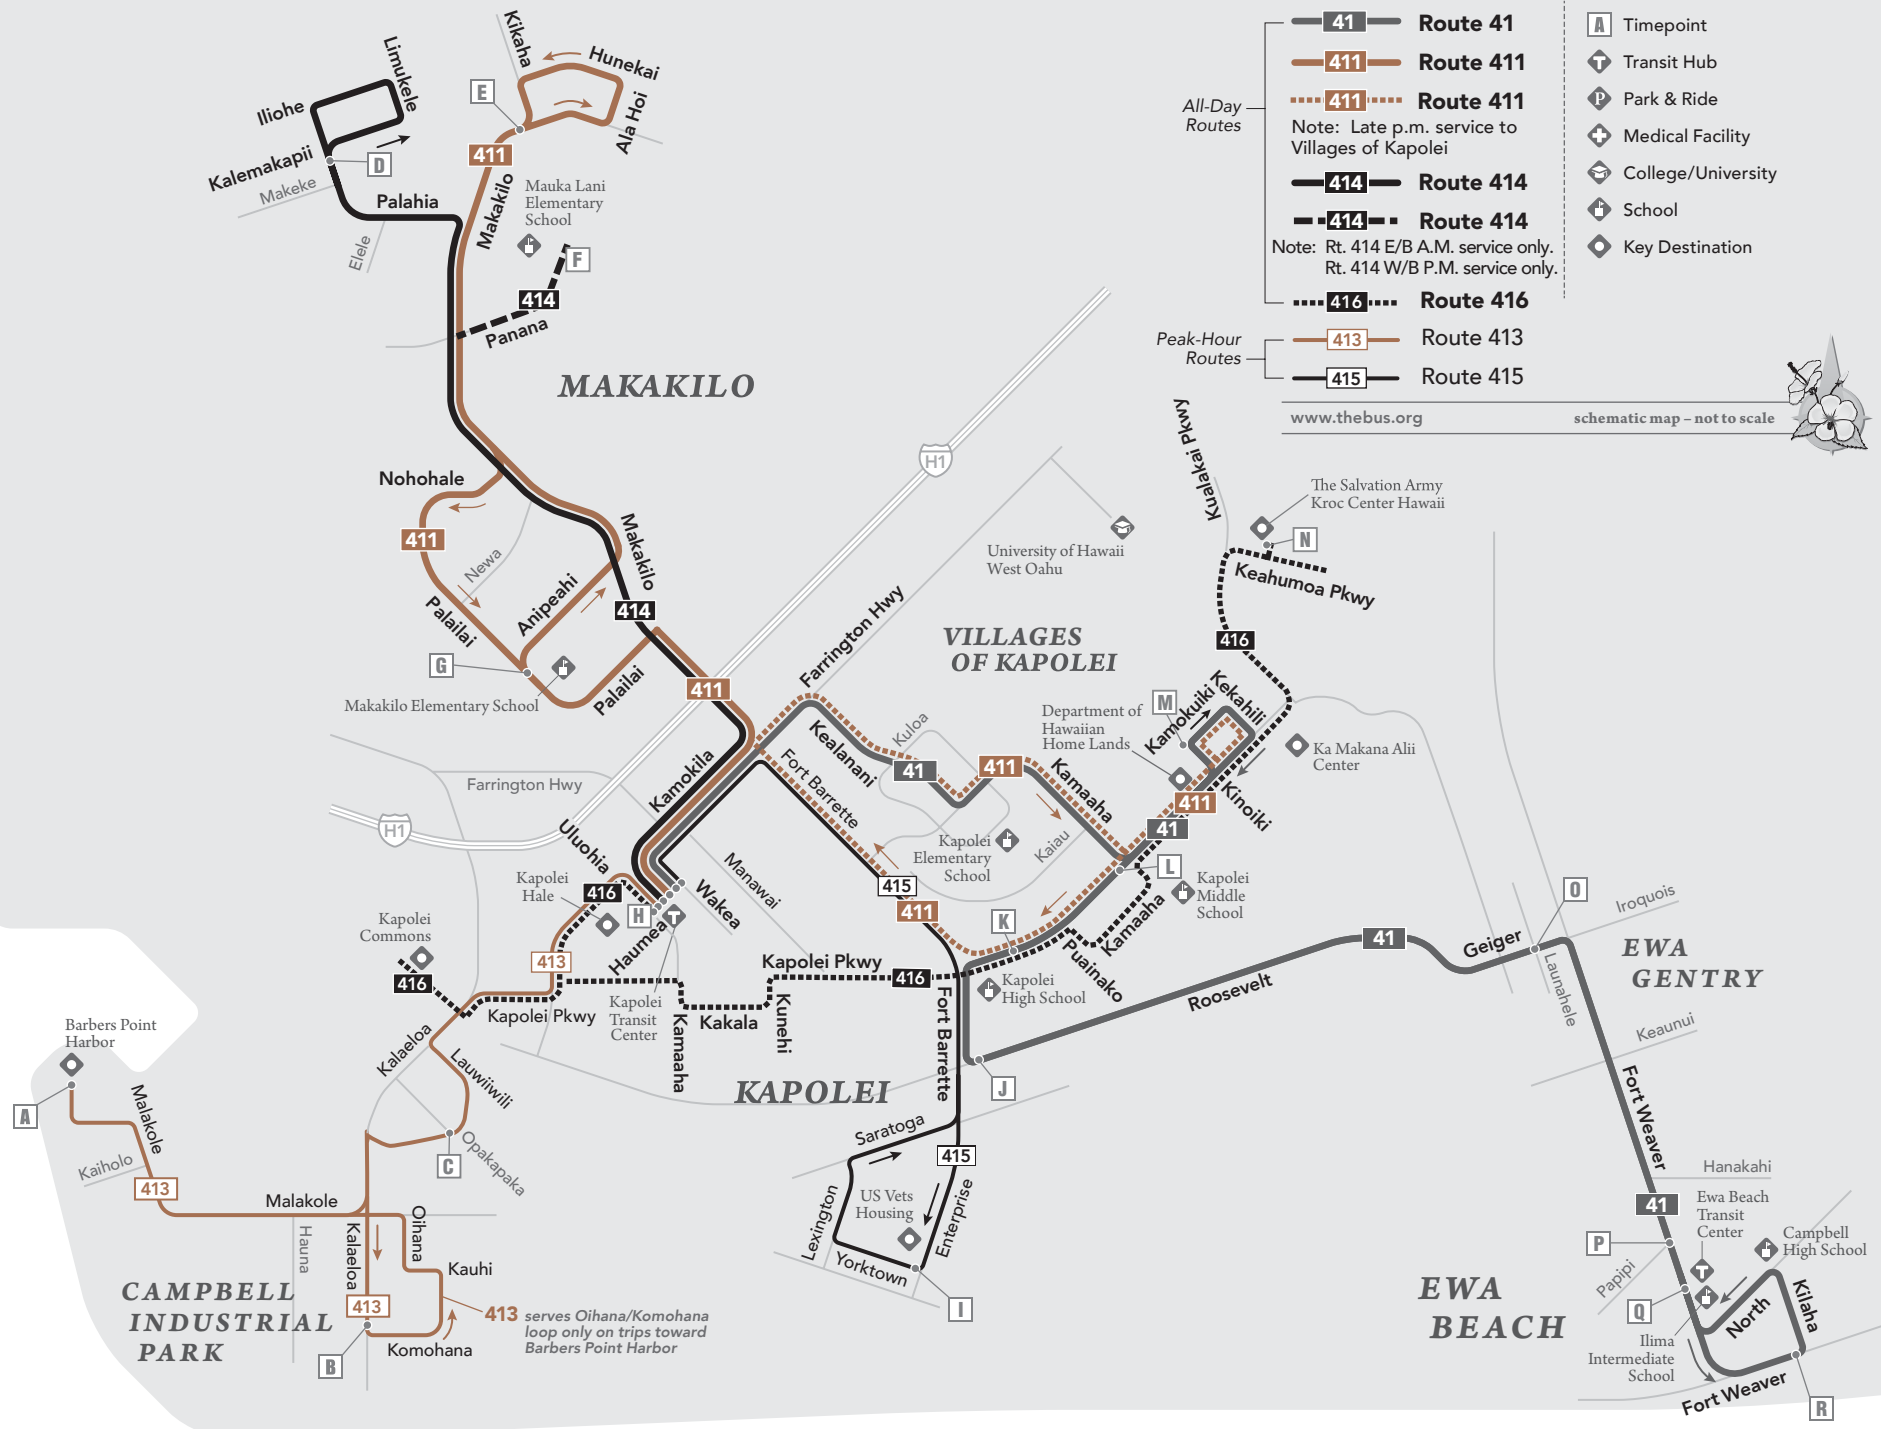 41
Route 41
411
Route 411
411
Route 411
Note: Late p.m. service to
Villages of Kapolei
414
Route 414
414
Route 414
Note: Rt. 414 E/B A.M. service only.
Rt. 414 W/B P.M. service only.
416
Route 416
413
Route 413
415
Route 415
All-Day
Routes
Peak-Hour
Routes
A
Timepoint
T
Transit Hub
P
Park & Ride
Medical Facility
College/University
School
Key Destination
www.thebus.org
schematic map – not to scale
Kikaha
Hunekai
Ala Hoi
Limukele
Iliohe
E
411
D
Kalemakapii
Makeke
Palahia
Elele
Makakilo
Mauka Lani
Elementary
School
F
414
Panana
MAKAKILO
H1
Nohohale
411
Newa
Makakilo
Anipeahi
Palailai
414
G
Makakilo Elementary School
Palailai
411
Farrington Hwy
University of Hawaii
West Oahu
Kualakai Pkwy
The Salvation Army
Kroc Center Hawaii
N
Keahumoa Pkwy
416
VILLAGES
OF KAPOLEI
Kekahili
Kamokuiki
M
Department of
Hawaiian
Home Lands
Ka Makana Alii
Center
Kinoiki
Kuloa
Kealanani
41
411
Kamaaha
411
41
Kaiau
Kapolei
Elementary
School
Fort Barrette
Kamokila
Farrington Hwy
H1
Uluohia
Kapolei
Hale
416
H
T
Wakea
Manawai
415
411
L
Kapolei
Middle
School
Kamaaha
K
Puainako
Kapolei
Commons
416
413
Haumea
Kapolei Pkwy
416
Kapolei
High School
Kapolei
Transit
Center
Kapolei Pkwy
Kamaaha
Kakala
Kunehi
Fort Barrette
Roosevelt
41
Geiger
O
Iroquois
EWA
GENTRY
Launahele
Keaunui
Fort Weaver
KAPOLEI
J
Barbers Point
Harbor
A
Malakole
Kaiholo
413
Kalaeloa
Lauwiliwili
C
Opakapaka
Malakole
Hauna
Kalaeloa
Oihana
Kauhi
413
413 serves Oihana/Komohana
loop only on trips toward
Barbers Point Harbor
Komohana
B
CAMPBELL
INDUSTRIAL
PARK
Saratoga
415
US Vets
Housing
Lexington
Enterprise
Yorktown
I
Hanakahi
41
Ewa Beach
Transit
Center
T
Campbell
High School
P
Papipi
Q
Ilima
Intermediate
School
North
Kilaha
Fort Weaver
R
EWA
BEACH